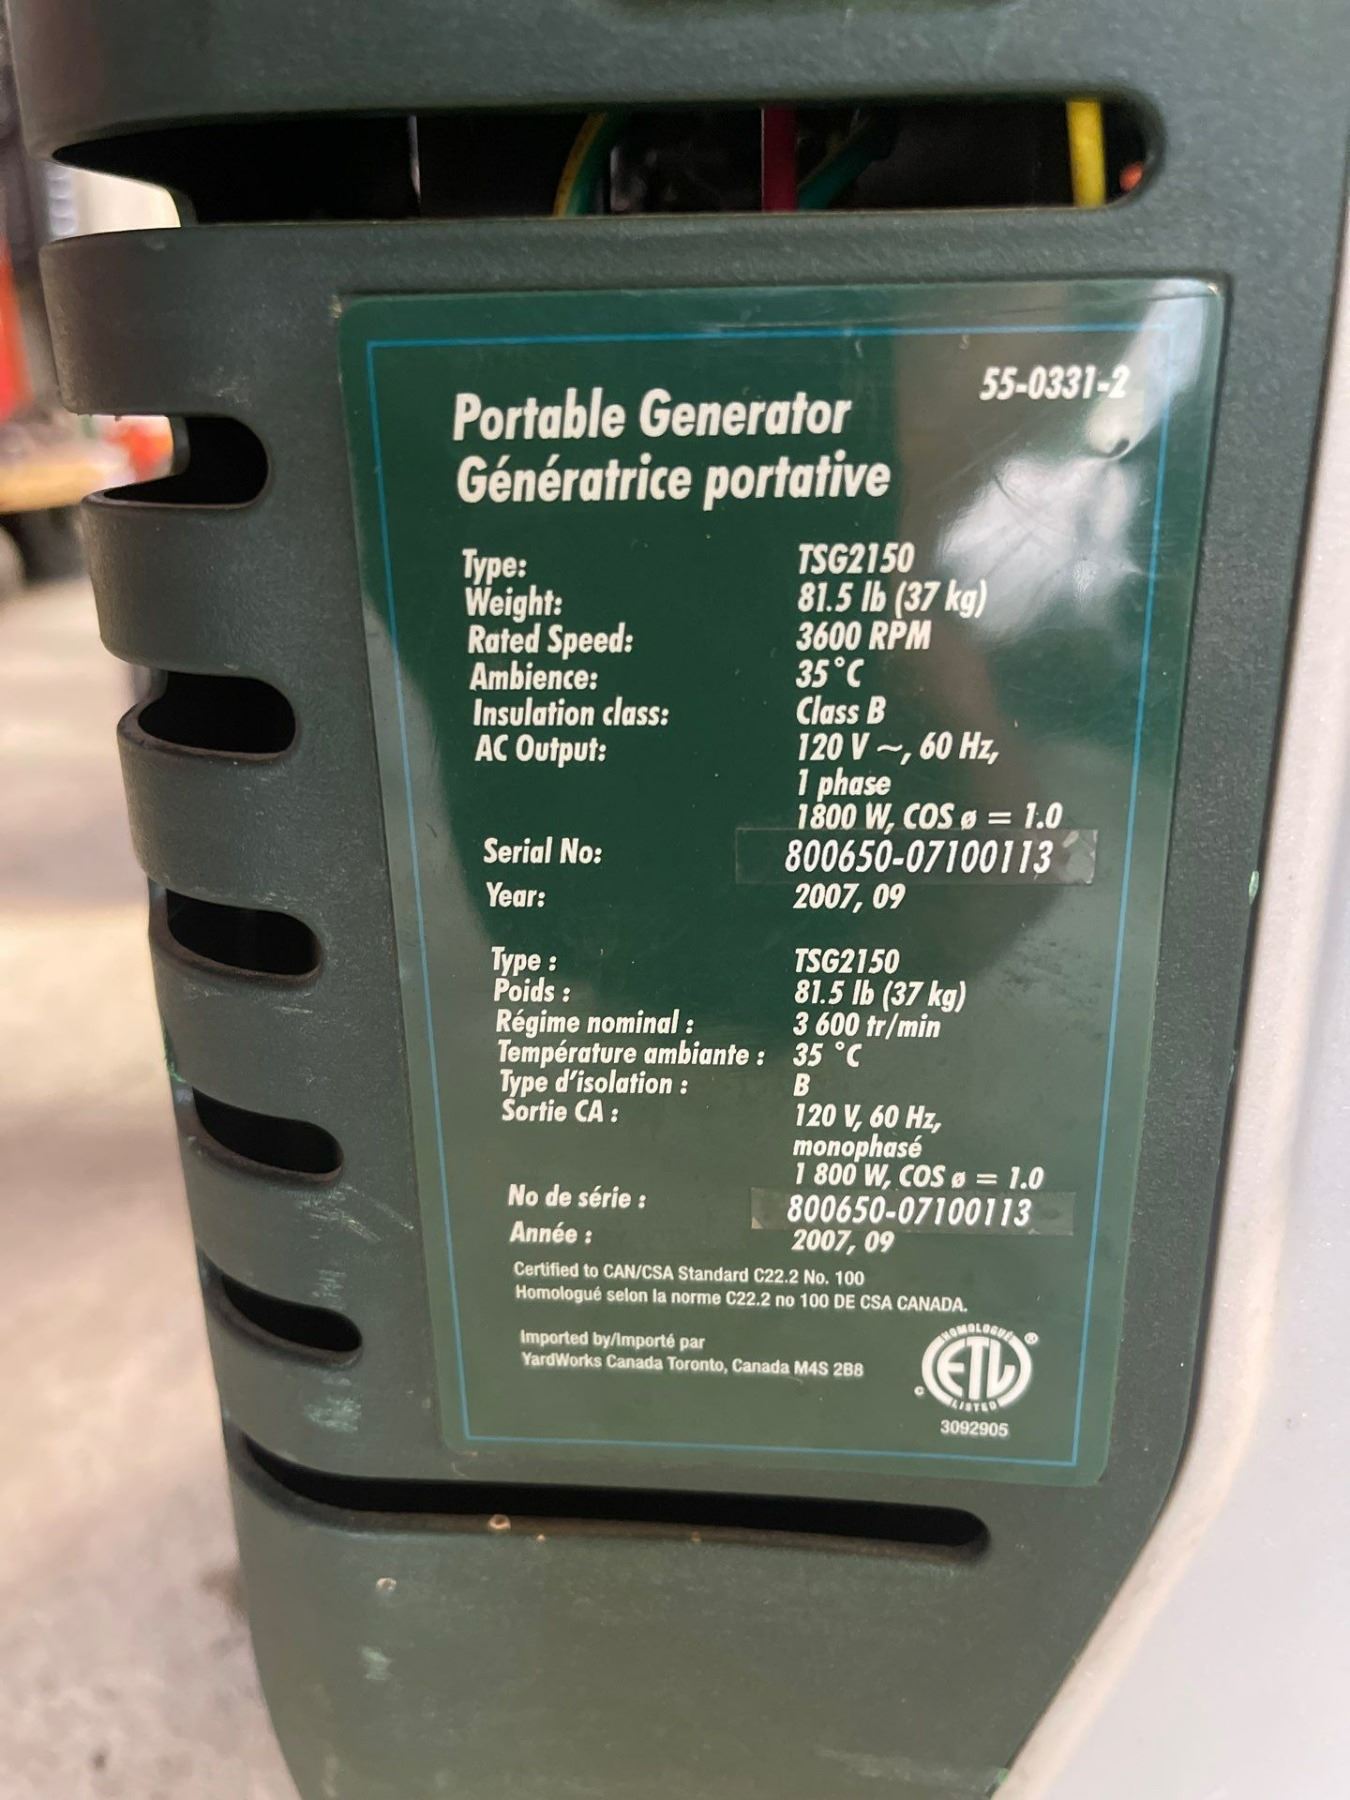 55-0331-2
Portable Generator
Génératrice portative
Type: TSG2150
Weight: 81.5 lb (37 kg)
Rated Speed: 3600 RPM
Ambience: 35°C
Insulation class: Class B
AC Output: 120 V ~, 60 Hz,
1 phase
1800 W, COS ø = 1.0
Serial No: 800650-07100113
Year: 2007, 09
Type : TSG2150
Poids : 81.5 lb (37 kg)
Régime nominal : 3 600 tr/min
Température ambiante : 35 °C
Type d'isolation : B
Sortie CA : 120 V, 60 Hz,
monophasé
1 800 W, COS ø = 1.0
No de série : 800650-07100113
Année : 2007, 09
Certified to CAN/CSA Standard C22.2 No. 100
Homologué selon la norme C22.2 no 100 DE CSA CANADA.
Imported by/Importé par
YardWorks Canada Toronto, Canada M4S 2B8
HOMOLOGUÉ ®
ETL
C LISTED
3092905